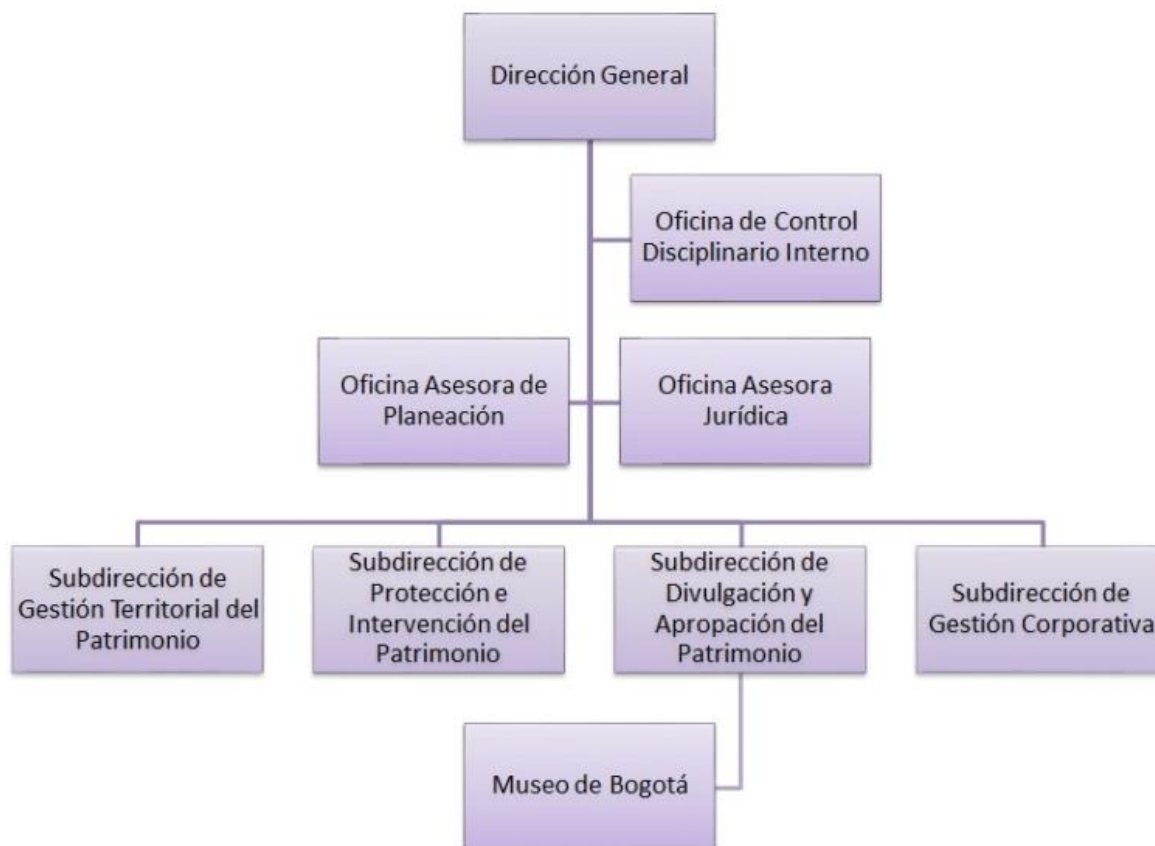 Dirección General
Oficina de Control
Disciplinario Interno
Oficina Asesora de
Planeación
Oficina Asesora
Jurídica
Subdirección de
Gestión Territorial del
Patrimonio
Subdirección de
Protección e
Intervención del
Patrimonio
Subdirección de
Divulgación y
Apropación del
Patrimonio
Subdirección de
Gestión Corporativa
Museo de Bogotá